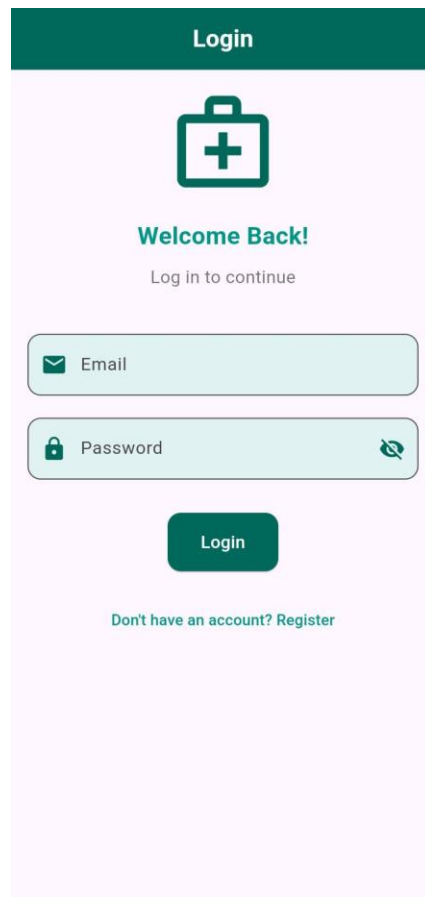 Login
Welcome Back!
Log in to continue
Email
Password
Login
Don't have an account? Register